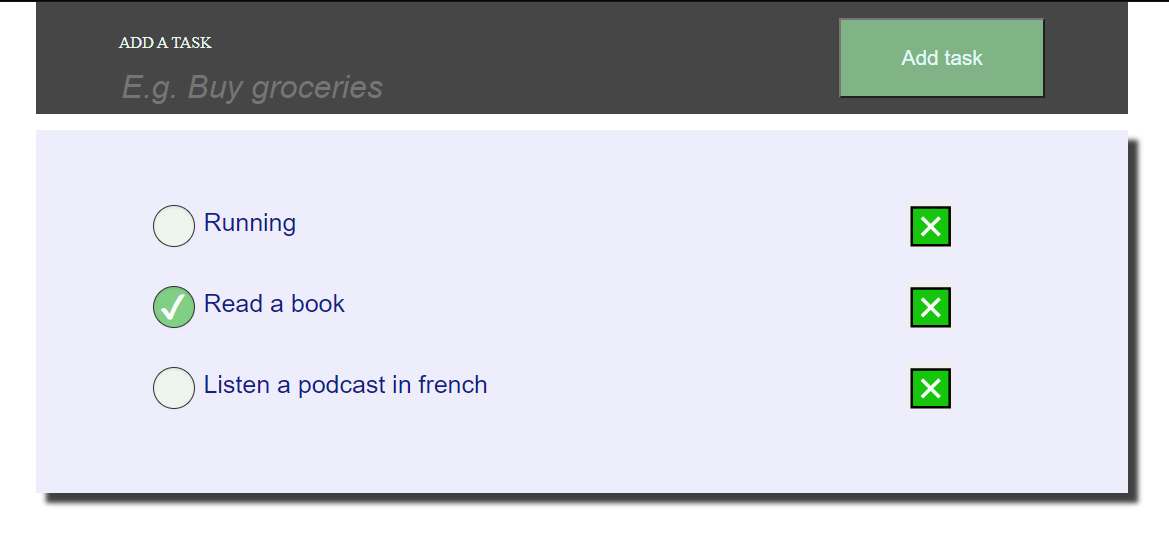 ADD A TASK
Add task
E.g. Buy groceries
Running
Read a book
Listen a podcast in french